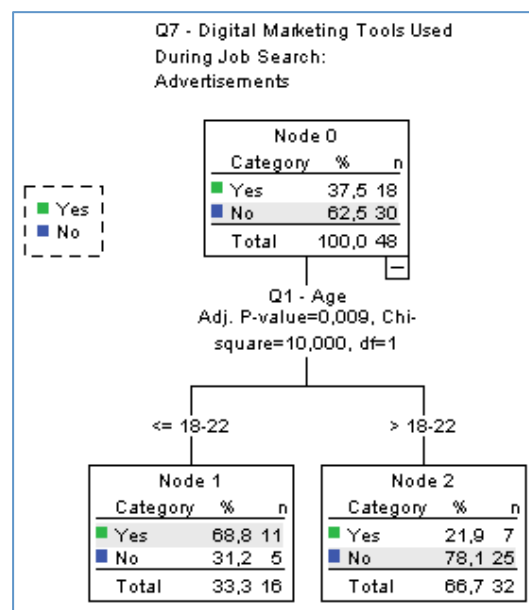 Q7 - Digital Marketing Tools Used
During Job Search:
Advertisements
Yes
No
Node 0
Category % n
Yes 37,5 18
No 62,5 30
Total 100,0 48
Q1 - Age
Adj. P-value=0,009, Chi-
square=10,000, df=1
<= 18-22
> 18-22
Node 1
Category % n
Yes 68,8 11
No 31,2 5
Total 33,3 16
Node 2
Category % n
Yes 21,9 7
No 78,1 25
Total 66,7 32